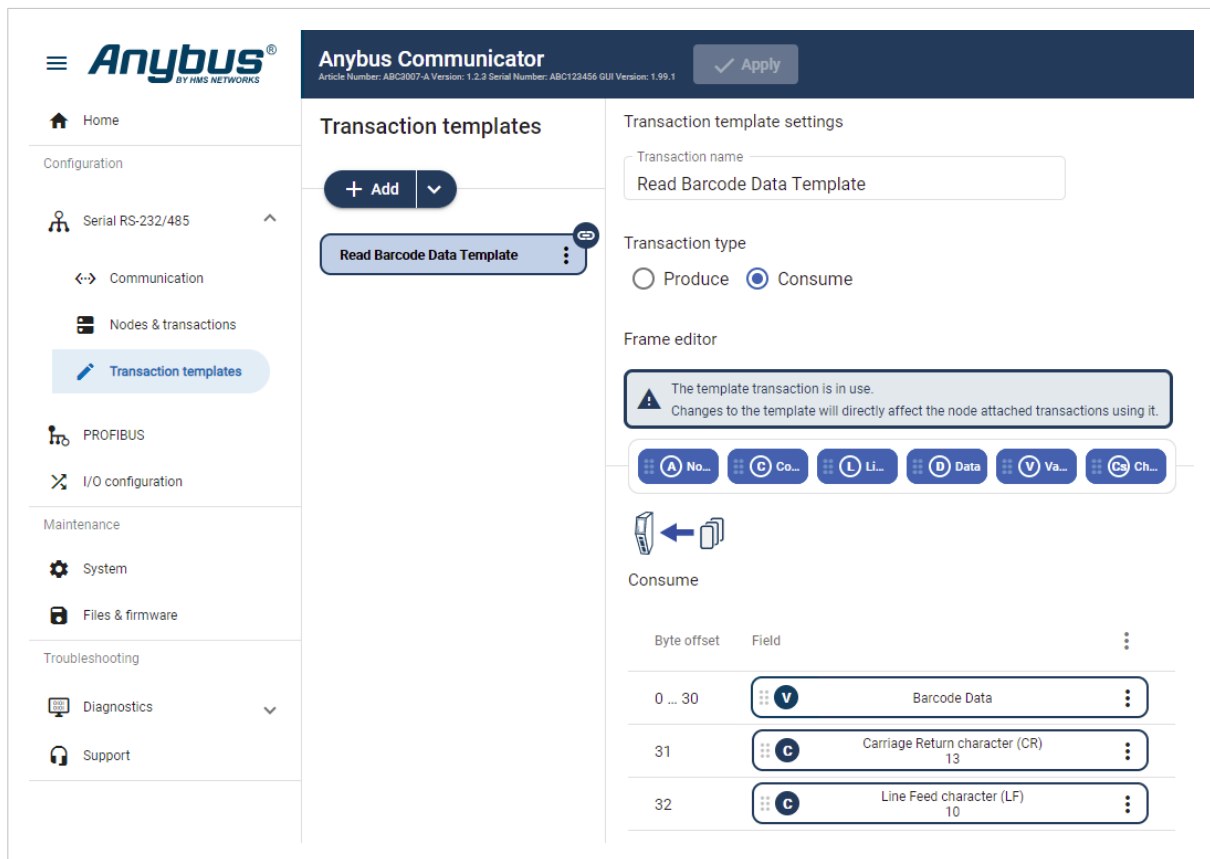 Anybus®
BY HMS NETWORKS
Anybus Communicator
Article Number: ABC3007-A Version: 1.2.3 Serial Number: ABC123456 GUI Version: 1.99.1
Apply
Home
Configuration
Serial RS-232/485
Communication
Nodes & transactions
Transaction templates
PROFIBUS
I/O configuration
Maintenance
System
Files & firmware
Troubleshooting
Diagnostics
Support
Transaction templates
+ Add
Read Barcode Data Template
Transaction template settings
Transaction name
Read Barcode Data Template
Transaction type
Produce Consume
Frame editor
The template transaction is in use.
Changes to the template will directly affect the node attached transactions using it.
A No... C Co... L Li... D Data V Va... Cs Ch...
Consume
Byte offset Field
0 ... 30 V Barcode Data
31 C Carriage Return character (CR)
13
32 C Line Feed character (LF)
10